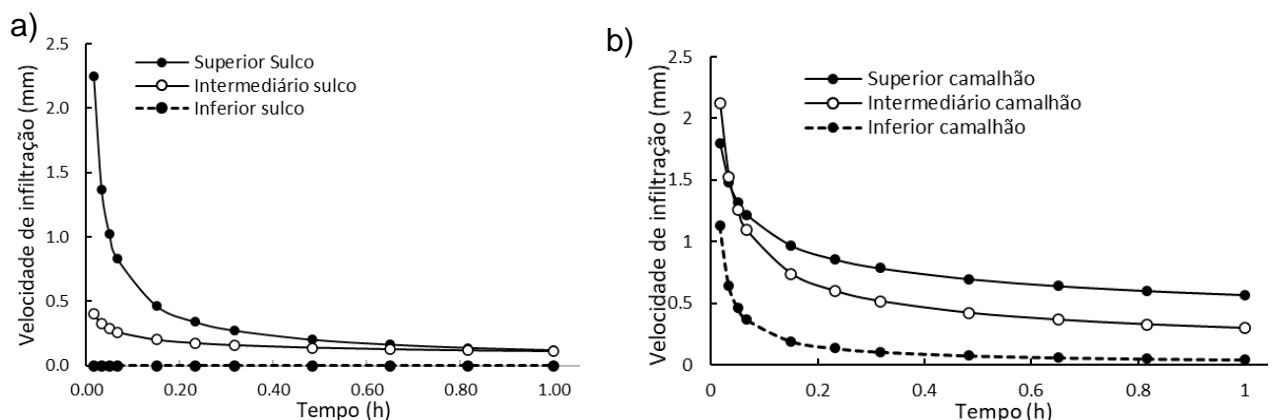 a)
Velocidade de infiltração (mm)
2.5
2.0
1.5
1.0
0.5
0.0
Superior Sulco
Intermediário sulco
Inferior sulco
0.00 0.20 0.40 0.60 0.80 1.00
Tempo (h)
b)
Velocidade de infiltração (mm)
2.5
2
1.5
1
0.5
0
Superior camalhão
Intermediário camalhão
Inferior camalhão
0 0.2 0.4 0.6 0.8 1
Tempo (h)